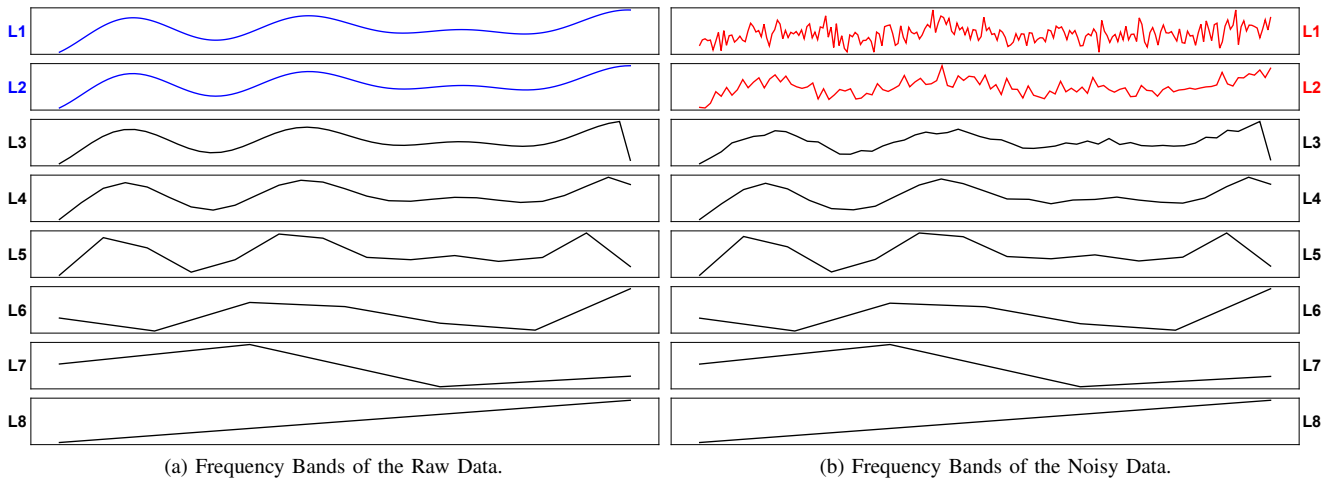 L1 L1
L2 L2
L3 L3
L4 L4
L5 L5
L6 L6
L7 L7
L8 L8
(a) Frequency Bands of the Raw Data. (b) Frequency Bands of the Noisy Data.